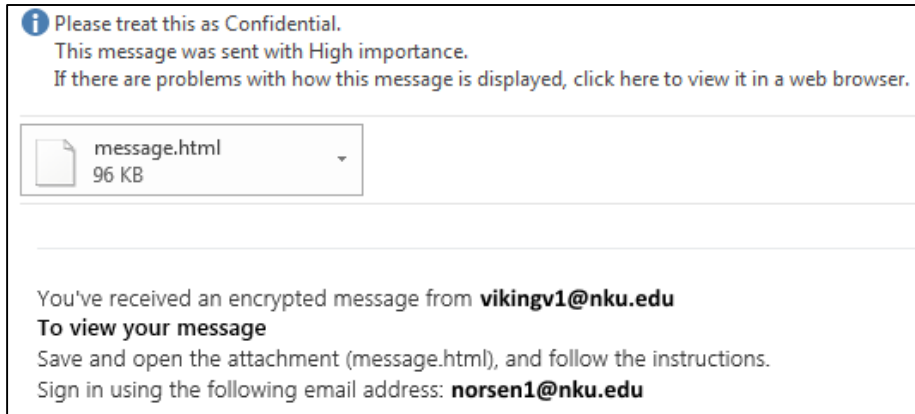 Please treat this as Confidential.
This message was sent with High importance.
If there are problems with how this message is displayed, click here to view it in a web browser.
message.html
96 KB
You've received an encrypted message from vikingv1@nku.edu
To view your message
Save and open the attachment (message.html), and follow the instructions.
Sign in using the following email address: norsen1@nku.edu